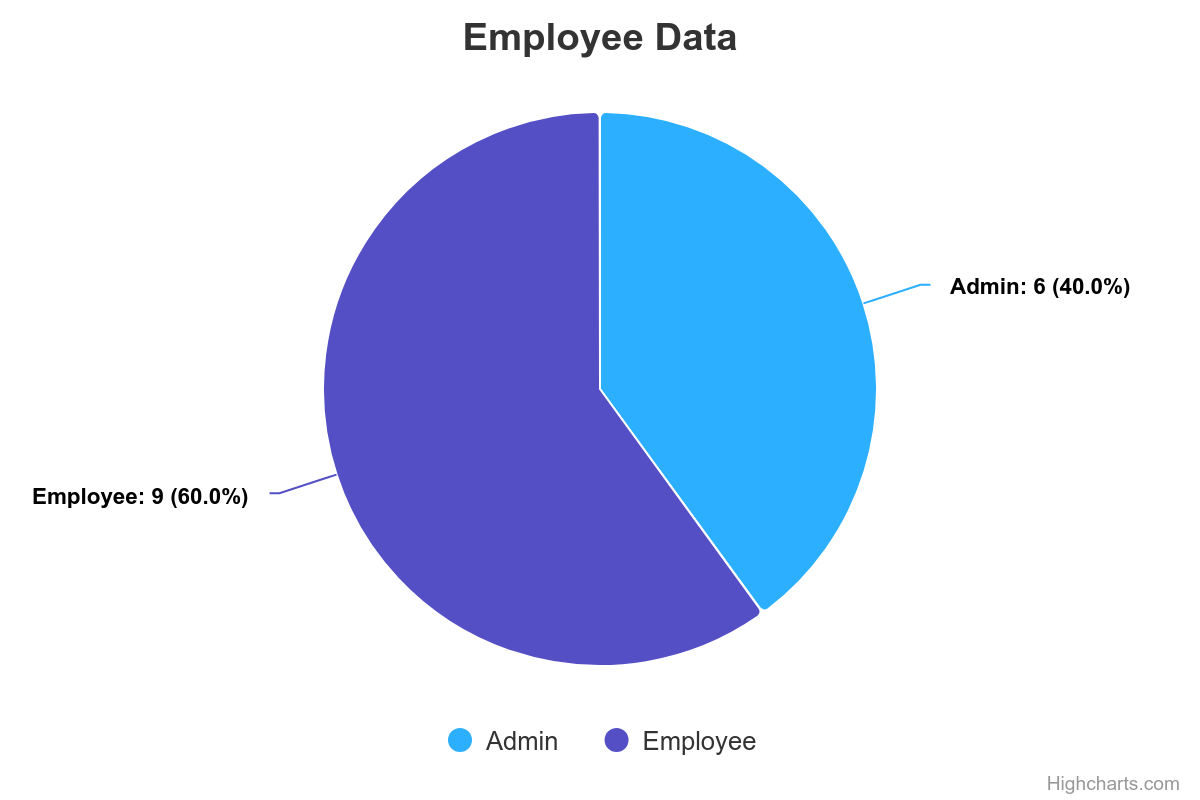 Employee Data
Admin: 6 (40.0%)
Employee: 9 (60.0%)
Admin
Employee
Highcharts.com